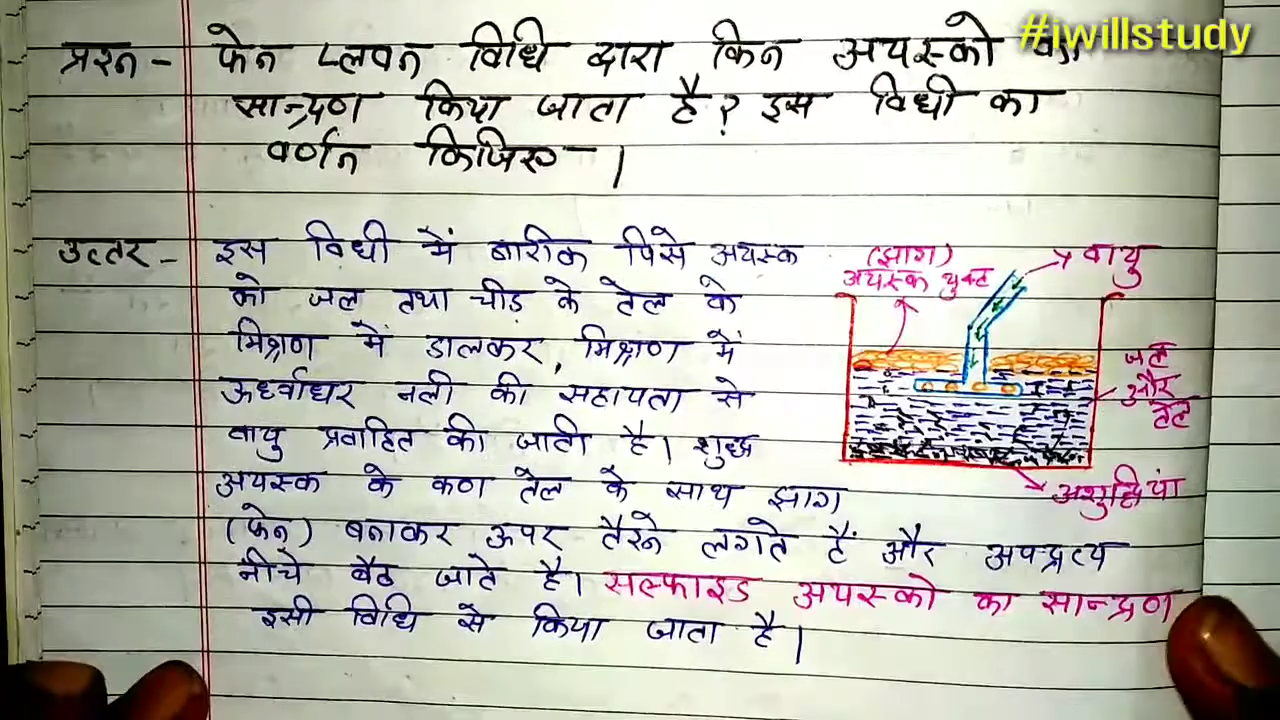 #iwillstudy
प्रश्न - फेन प्लवन विधि द्वारा किन अयस्को का
सान्द्रण किया जाता है? इस विधी का
वर्णन किजिए - ।
उत्तर - इस विधी में बारीक पिसे अयस्क
को जल तथा चीड़ के तेल के
मिश्रण में डालकर, मिश्रण में
ऊर्ध्वाधर नली की सहायता से
वायु प्रवाहित की जाती है। शुद्ध
अयस्क के कण तेल के साथ झाग
(फेन) बनाकर ऊपर तैरने लगते हैं और अपद्रव्य
नीचे बैठ जाते है। सल्फाइड अयस्को का सान्द्रण
इसी विधि से किया जाता है।
(झाग)
अयस्क युक्त
वायु
जल
और
तेल
अशुद्धियां